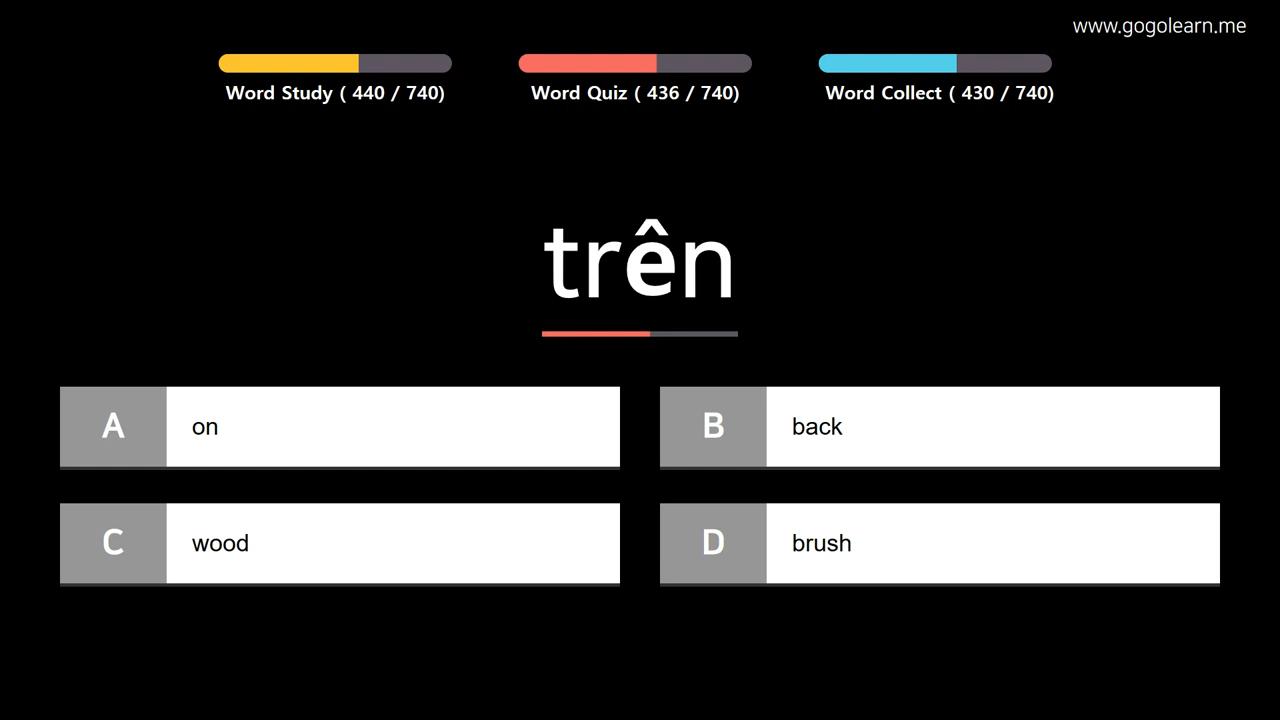 www.gogolearn.me
Word Study ( 440 / 740)
Word Quiz ( 436 / 740)
Word Collect ( 430 / 740)
trên
A
on
B
back
C
wood
D
brush